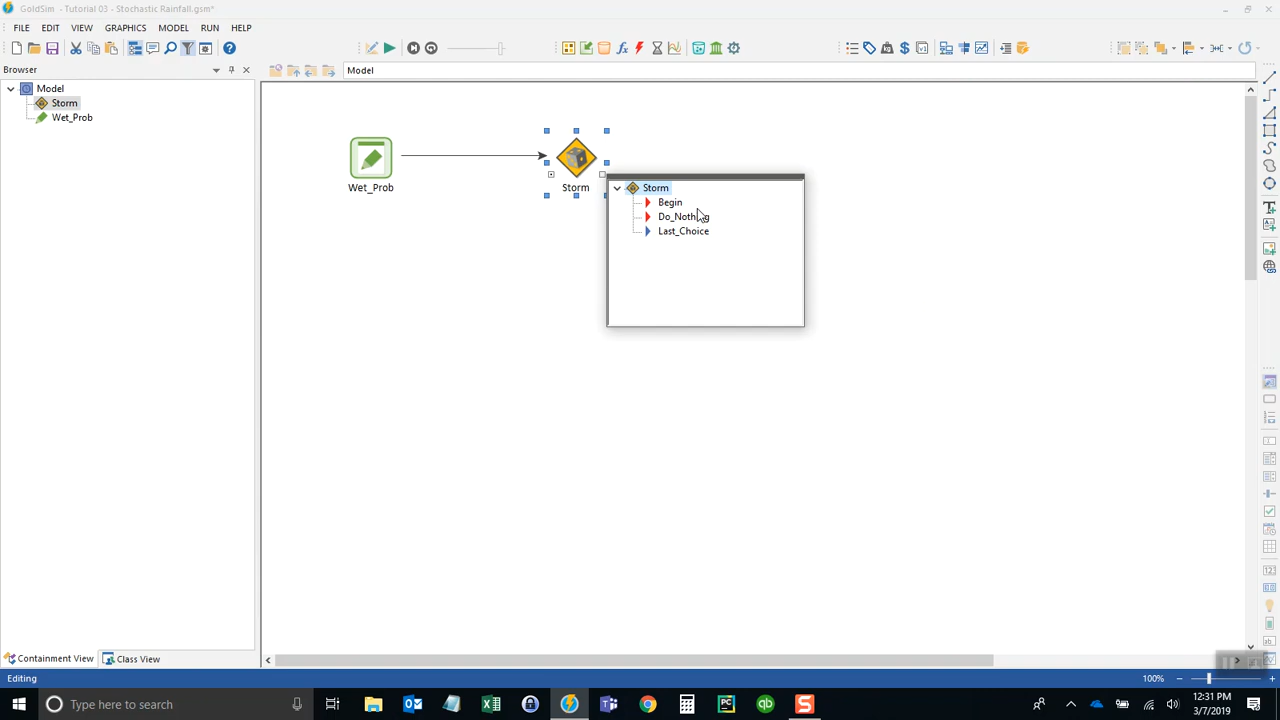 GoldSim - Tutorial 03 - Stochastic Rainfall.gsm*
FILE EDIT VIEW GRAPHICS MODEL RUN HELP
Browser
Model
Model
Storm
Wet_Prob
Wet_Prob
Storm
Storm
Begin
Do_Nothing
Last_Choice
Containment View
Class View
Editing
100%
Type here to search
12:31 PM
3/7/2019